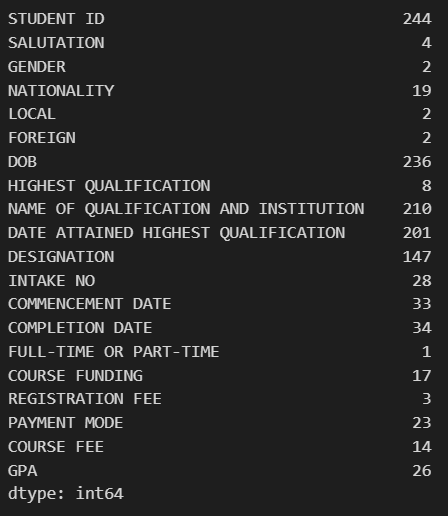 STUDENT ID 244
SALUTATION 4
GENDER 2
NATIONALITY 19
LOCAL 2
FOREIGN 2
DOB 236
HIGHEST QUALIFICATION 8
NAME OF QUALIFICATION AND INSTITUTION 210
DATE ATTAINED HIGHEST QUALIFICATION 201
DESIGNATION 147
INTAKE NO 28
COMMENCEMENT DATE 33
COMPLETION DATE 34
FULL-TIME OR PART-TIME 1
COURSE FUNDING 17
REGISTRATION FEE 3
PAYMENT MODE 23
COURSE FEE 14
GPA 26
dtype: int64